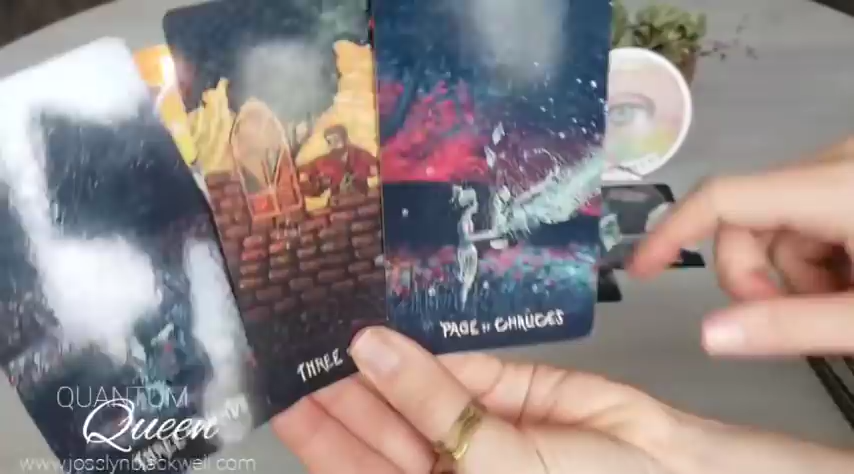 THREE
PAGE OF CHALICES
QUANTUM
Queen
www.josslynblackwell.com